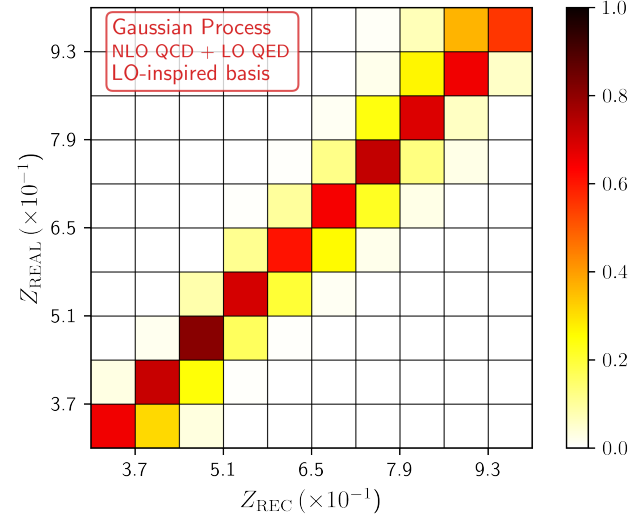 Gaussian Process
NLO QCD + LO QED
LO-inspired basis
9.3
7.9
6.5
5.1
3.7
Z_REAL (×10⁻¹)
3.7 5.1 6.5 7.9 9.3
Z_REC (×10⁻¹)
1.0
0.8
0.6
0.4
0.2
0.0